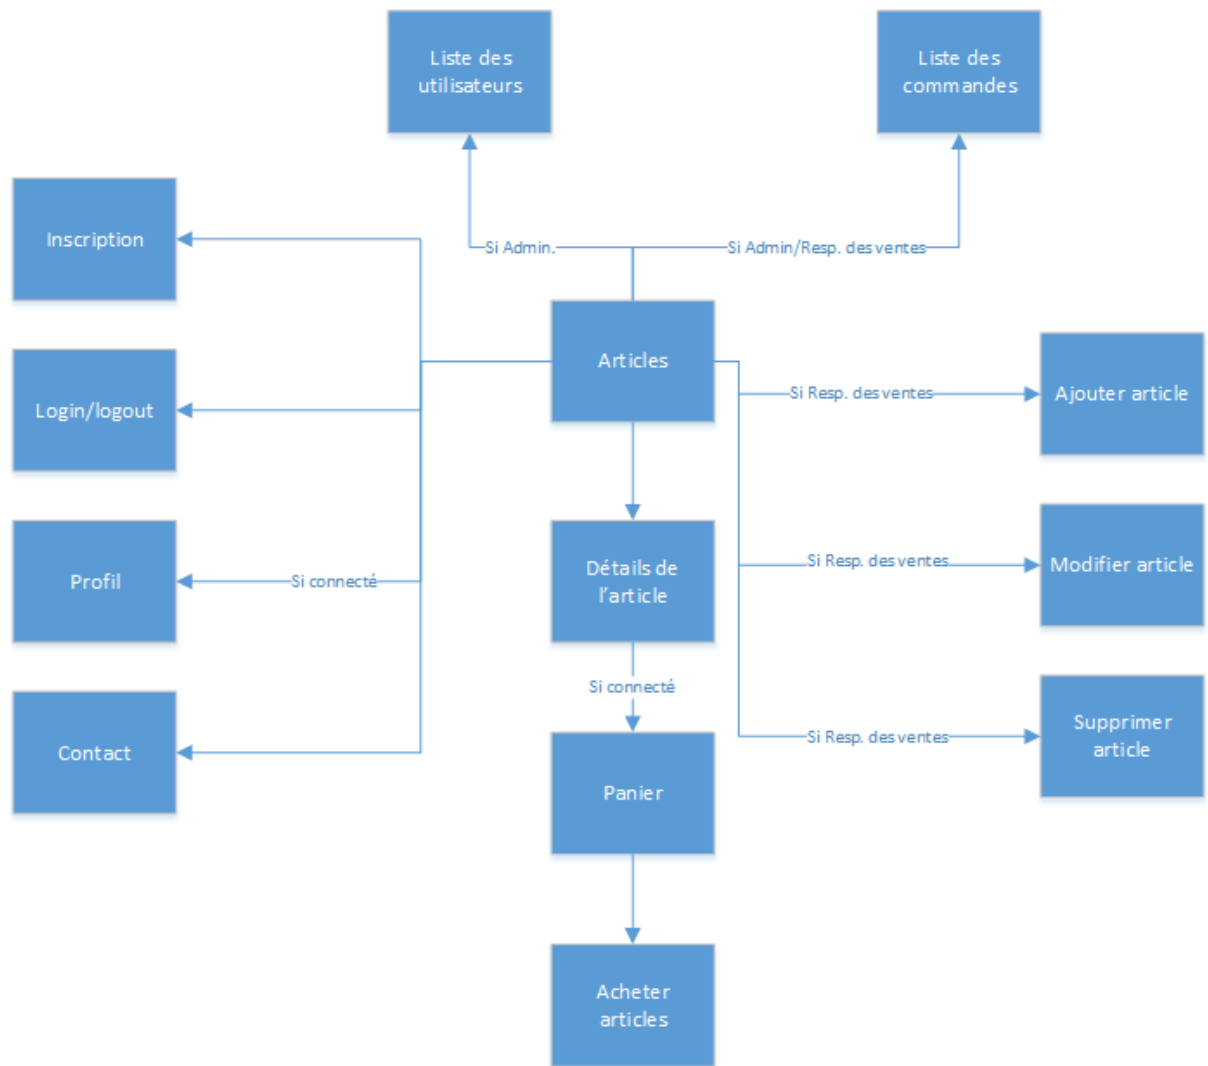 Liste des
utilisateurs
Liste des
commandes
Inscription
Si Admin.
Si Admin/Resp. des ventes
Articles
Login/logout
Si Resp. des ventes
Ajouter article
Profil
Si connecté
Détails de
l’article
Si Resp. des ventes
Modifier article
Si connecté
Contact
Panier
Si Resp. des ventes
Supprimer
article
Acheter
articles